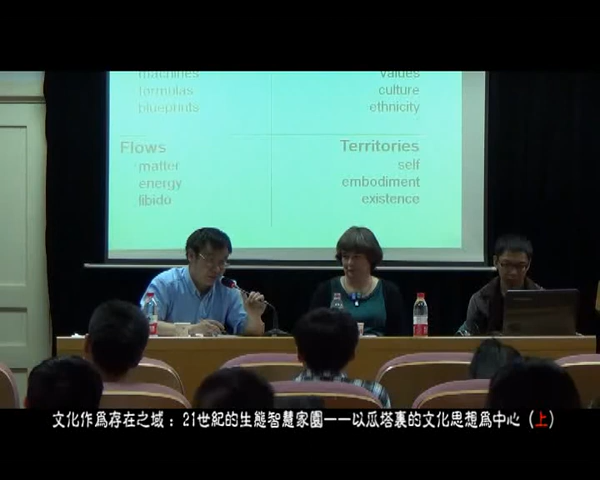 machines
formulas
blueprints
values
culture
ethnicity
Flows
matter
energy
libido
Territories
self
embodiment
existence
文化作爲存在之域：21世紀的生態智慧家園——以瓜塔裏的文化思想爲中心（上）